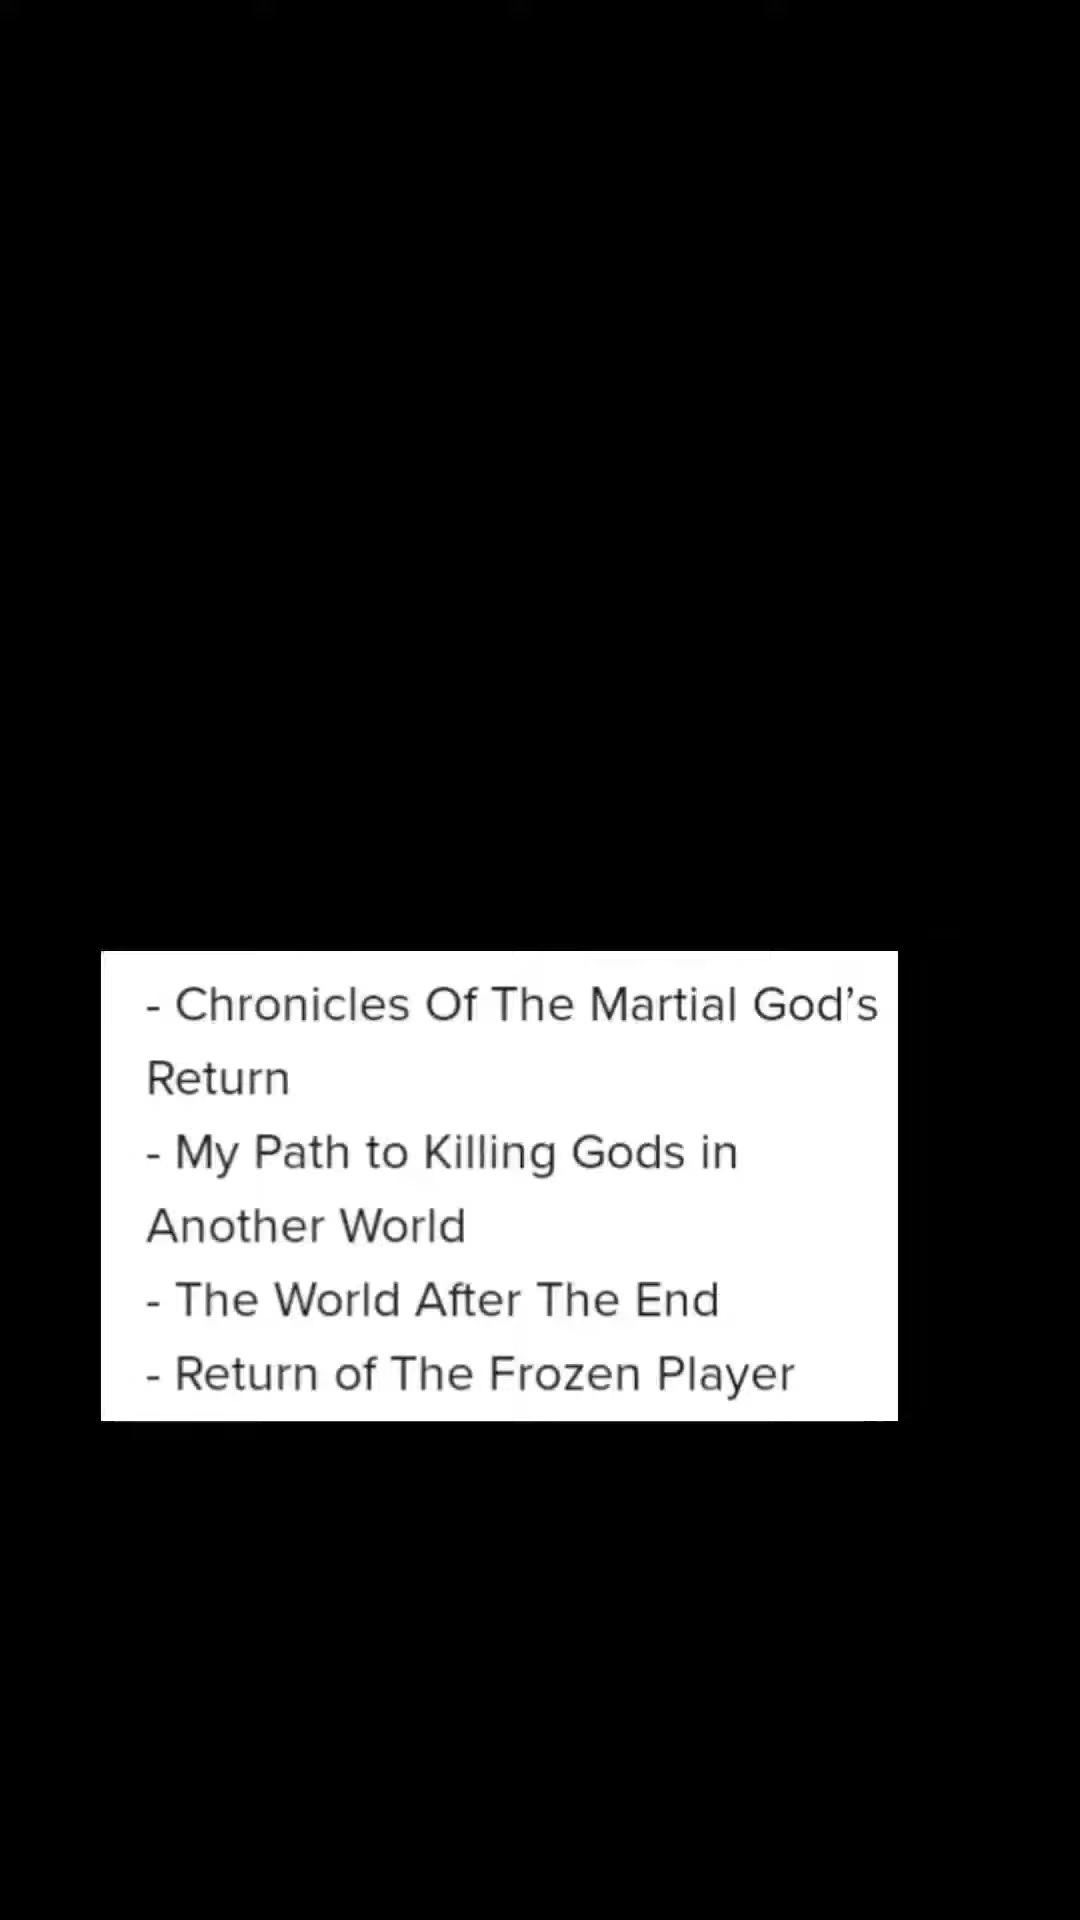 - Chronicles Of The Martial God’s
Return
- My Path to Killing Gods in
Another World
- The World After The End
- Return of The Frozen Player